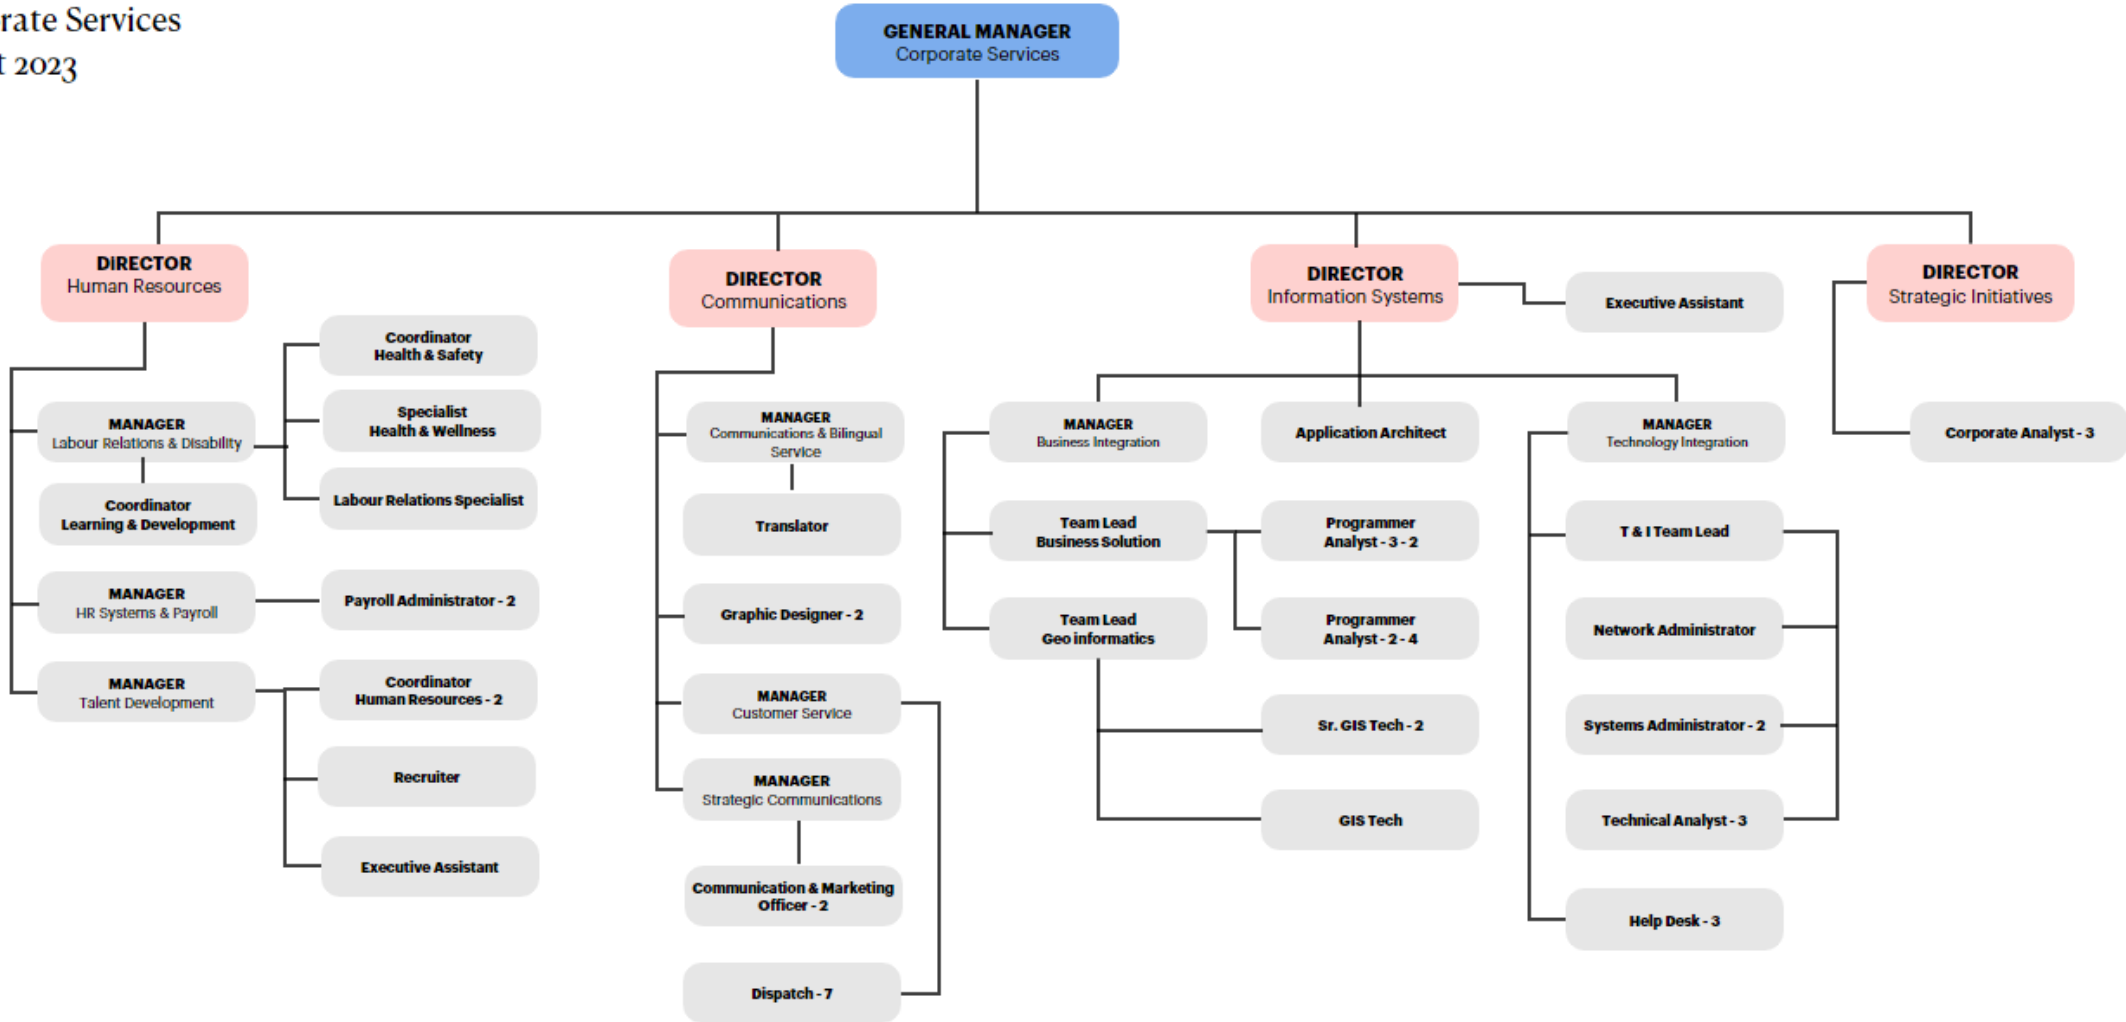 rate Services
t 2023
GENERAL MANAGER
Corporate Services
DIRECTOR
Human Resources
Coordinator
Health & Safety
MANAGER
Labour Relations & Disability
Specialist
Health & Wellness
Labour Relations Specialist
Coordinator
Learning & Development
MANAGER
HR Systems & Payroll
Payroll Administrator - 2
MANAGER
Talent Development
Coordinator
Human Resources - 2
Recruiter
Executive Assistant
DIRECTOR
Communications
MANAGER
Communications & Bilingual
Service
Translator
Graphic Designer - 2
MANAGER
Customer Service
MANAGER
Strategic Communications
Communication & Marketing
Officer - 2
Dispatch - 7
DIRECTOR
Information Systems
Executive Assistant
MANAGER
Business Integration
Application Architect
MANAGER
Technology Integration
Team Lead
Business Solution
Programmer
Analyst - 3 - 2
Team Lead
Geo informatics
Programmer
Analyst - 2 - 4
Sr. GIS Tech - 2
GIS Tech
T & I Team Lead
Network Administrator
Systems Administrator - 2
Technical Analyst - 3
Help Desk - 3
DIRECTOR
Strategic Initiatives
Corporate Analyst - 3